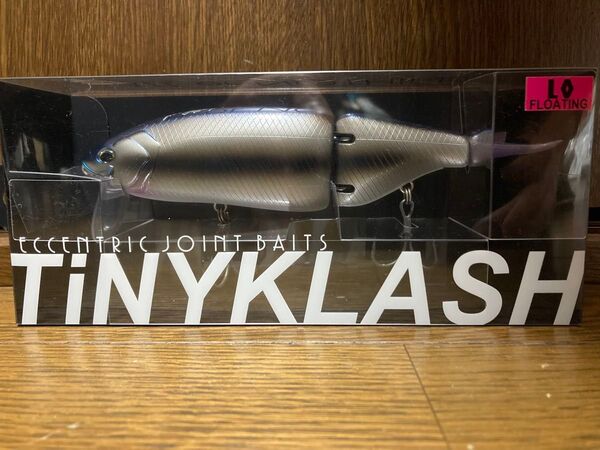 LO
FLOATING
ECCENTRIC JOINT BAITS
TiNYKLASH